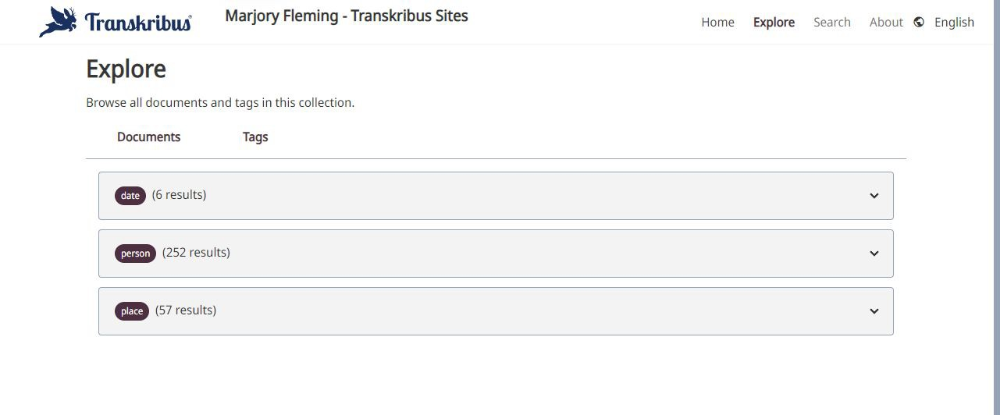 Transkribus® Marjory Fleming - Transkribus Sites Home Explore Search About English
Explore
Browse all documents and tags in this collection.
Documents Tags
date (6 results)
person (252 results)
place (57 results)